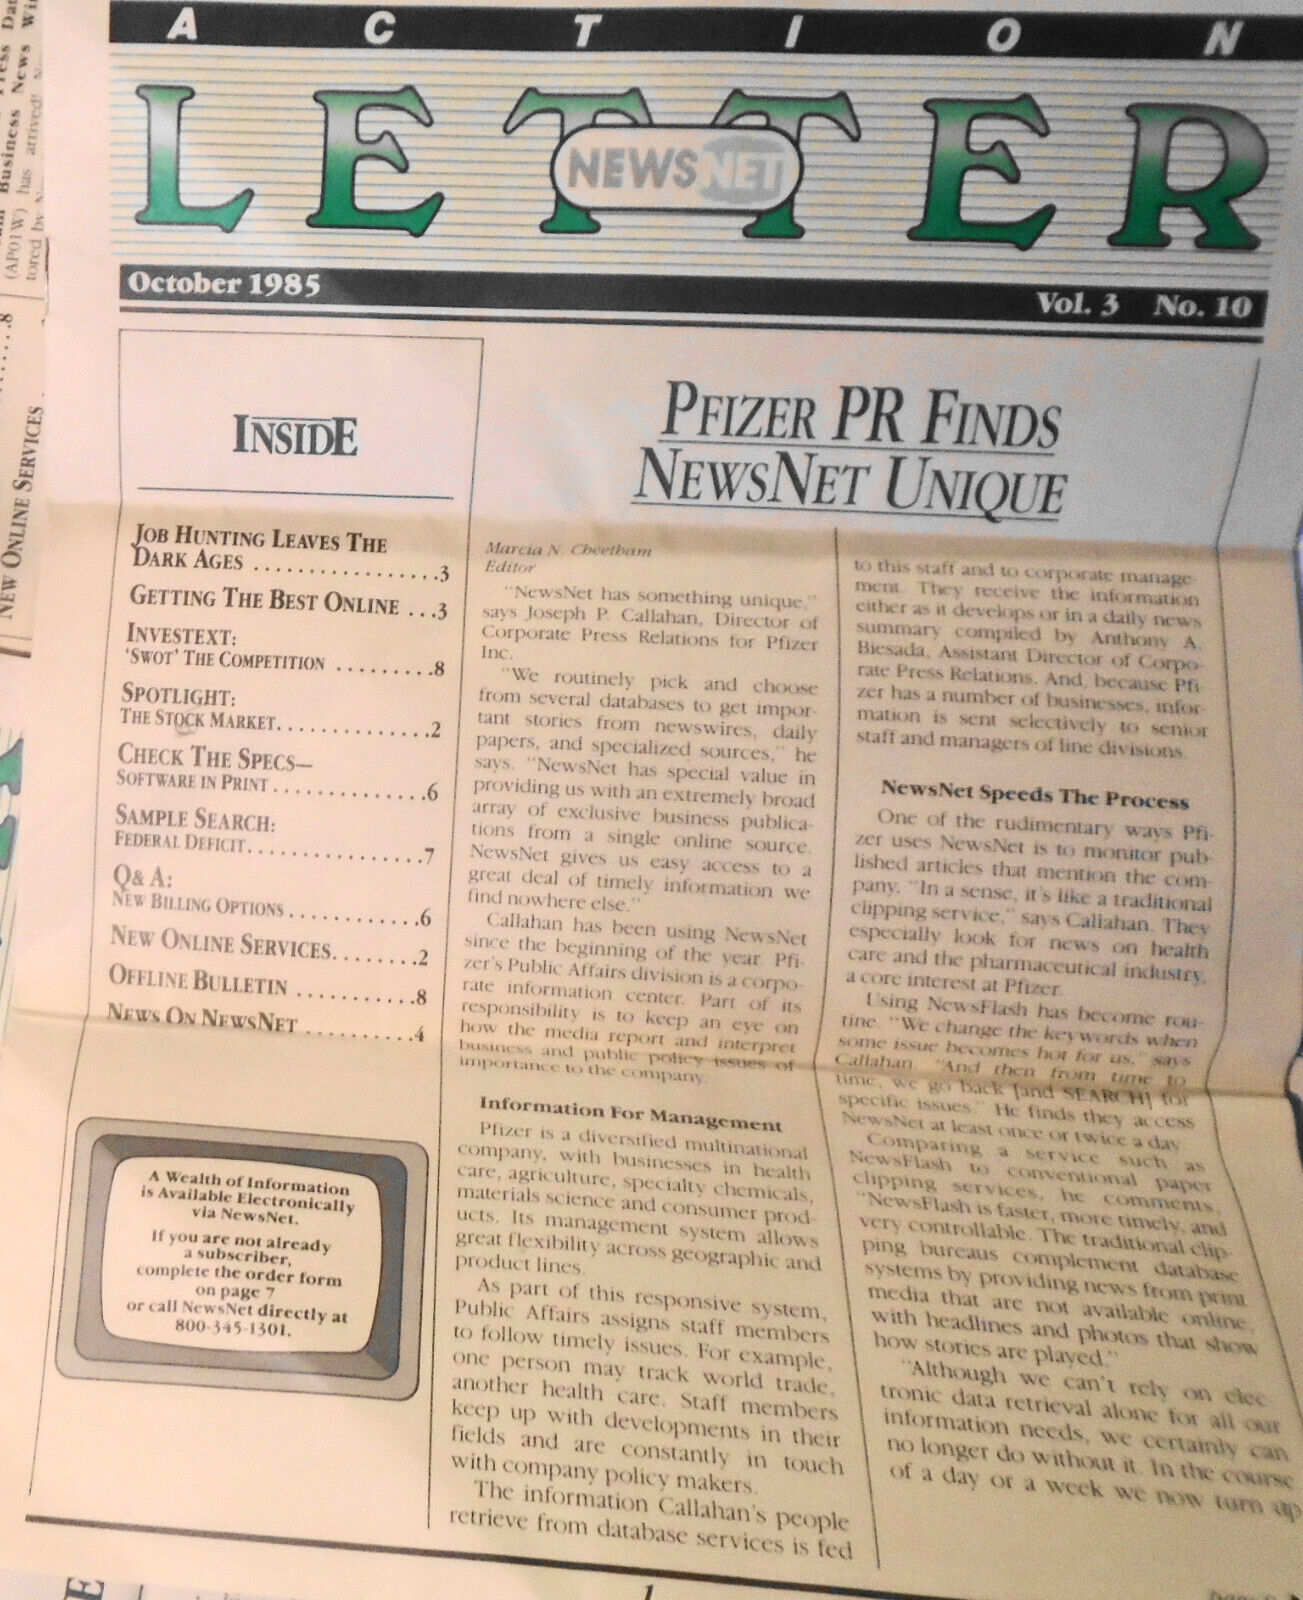 ACTION
LETTER
NEWSNET
October 1985
Vol. 3 No. 10
INSIDE
JOB HUNTING LEAVES THE
DARK AGES ................3
GETTING THE BEST ONLINE ...3
INVESTEXT:
'SWOT' THE COMPETITION .........8
SPOTLIGHT:
THE STOCK MARKET..............2
CHECK THE SPECS—
SOFTWARE IN PRINT..............6
SAMPLE SEARCH:
FEDERAL DEFICIT................7
Q & A:
NEW BILLING OPTIONS............6
NEW ONLINE SERVICES........2
OFFLINE BULLETIN ...........8
NEWS ON NEWSNET ...........4
A Wealth of Information
is Available Electronically
via NewsNet.
If you are not already
a subscriber,
complete the order form
on page 7
or call NewsNet directly at
800-345-1301.
PFIZER PR FINDS
NEWSNET UNIQUE
Marcia N. Cheetham
Editor
"NewsNet has something unique,"
says Joseph P. Callahan, Director of
Corporate Press Relations for Pfizer
Inc.
"We routinely pick and choose
from several databases to get impor-
tant stories from newswires, daily
papers, and specialized sources," he
says. "NewsNet has special value in
providing us with an extremely broad
array of exclusive business publica-
tions from a single online source.
NewsNet gives us easy access to a
great deal of timely information we
find nowhere else."
Callahan has been using NewsNet
since the beginning of the year. Pfi-
zer's Public Affairs division is a corpo-
rate information center. Part of its
responsibility is to keep an eye on
how the media report and interpret
business and public policy issues of
importance to the company.
Information For Management
Pfizer is a diversified multinational
company, with businesses in health
care, agriculture, specialty chemicals,
materials science and consumer prod-
ucts. Its management system allows
great flexibility across geographic and
product lines.
As part of this responsive system,
Public Affairs assigns staff members
to follow timely issues. For example,
one person may track world trade,
another health care. Staff members
keep up with developments in their
fields and are constantly in touch
with company policy makers.
The information Callahan's people
retrieve from database services is fed
to this staff and to corporate manage-
ment. They receive the information
either as it develops or in a daily news
summary compiled by Anthony A.
Biesada, Assistant Director of Corpo-
rate Press Relations. And, because Pfi-
zer has a number of businesses, infor-
mation is sent selectively to senior
staff and managers of line divisions.
NewsNet Speeds The Process
One of the rudimentary ways Pfi-
zer uses NewsNet is to monitor pub-
lished articles that mention the com-
pany. "In a sense, it's like a traditional
clipping service," says Callahan. They
especially look for news on health
care and the pharmaceutical industry,
a core interest at Pfizer.
Using NewsFlash has become rou-
tine. "We change the keywords when
some issue becomes hot for us," says
Callahan. "And then from time to
time, we go back [and SEARCH] for
specific issues." He finds they access
NewsNet at least once or twice a day.
Comparing a service such as
NewsFlash to conventional paper
clipping services, he comments,
"NewsFlash is faster, more timely, and
very controllable. The traditional clip-
ping bureaus complement database
systems by providing news from print
media that are not available online,
with headlines and photos that show
how stories are played."
"Although we can't rely on elec-
tronic data retrieval alone for all our
information needs, we certainly can
no longer do without it. In the course
of a day or a week we now turn up
1
Business News
(AP01W) has arrived!
tored by
.......8
NEW ONLINE SERVICES